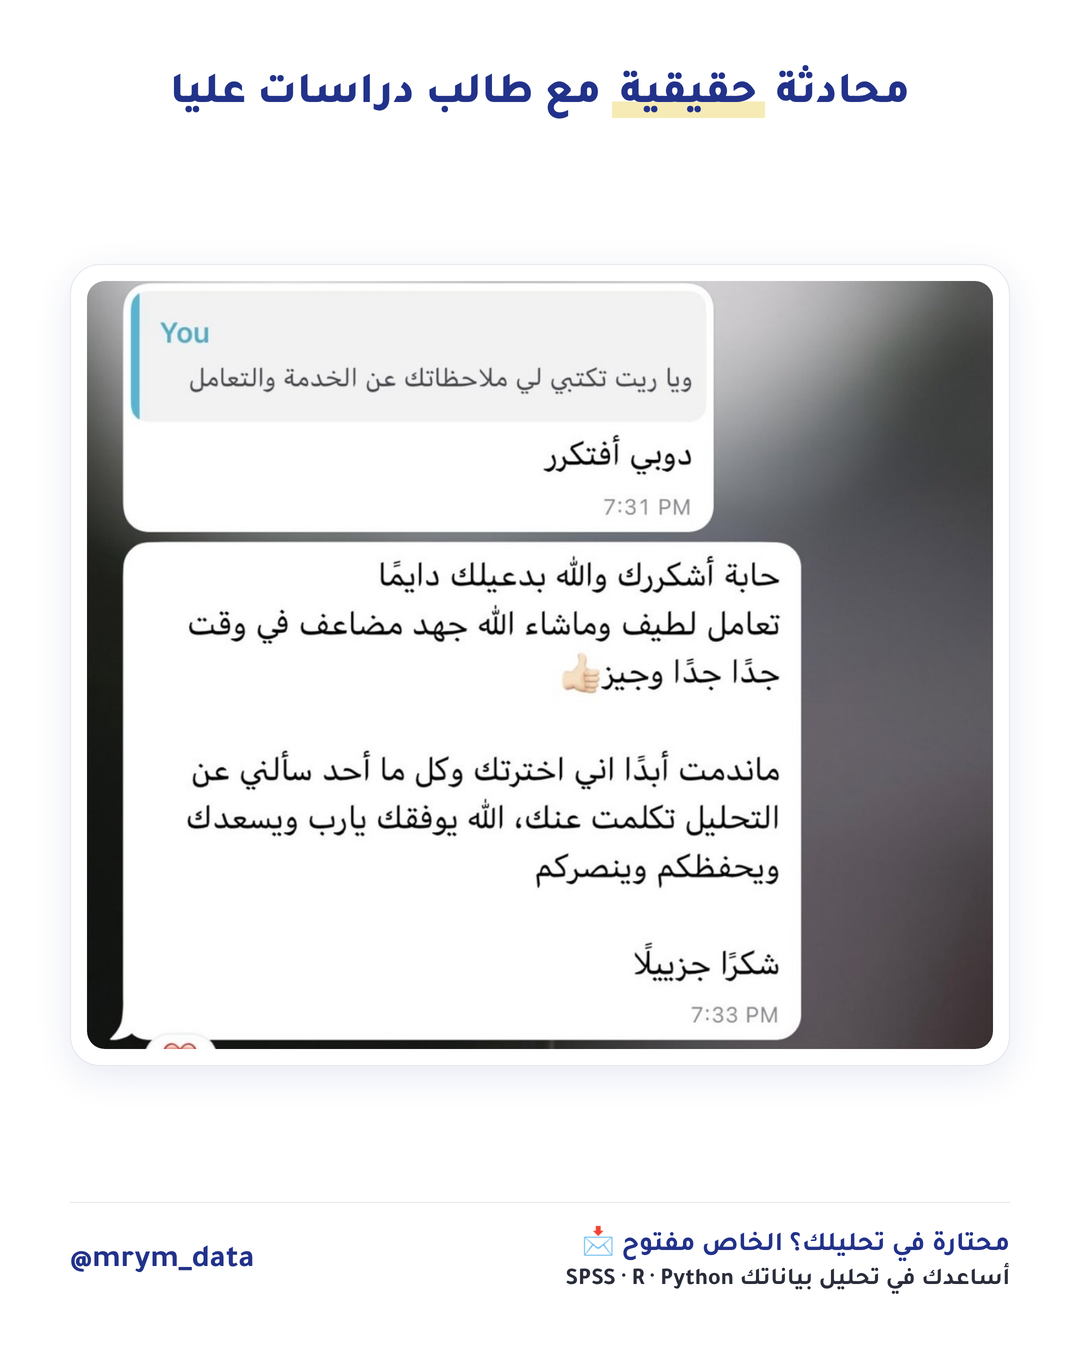 محادثة حقيقية مع طالب دراسات عليا
You
ويا ريت تكتبي لي ملاحظاتك عن الخدمة والتعامل
دوبي أفتكرر
7:31 PM
حابة أشكررك والله بدعيلك دايمًا
تعامل لطيف وماشاء الله جهد مضاعف في وقت
جدًا جدًا وجيز👍🏻
ماندمت أبدًا اني اخترتك وكل ما أحد سألني عن
التحليل تكلمت عنك، الله يوفقك يارب ويسعدك
ويحفظكم وينصركم
شكرًا جزييلًا
7:33 PM
محتارة في تحليلك؟ الخاص مفتوح 📩
أساعدك في تحليل بياناتك SPSS · R · Python
@mrym_data